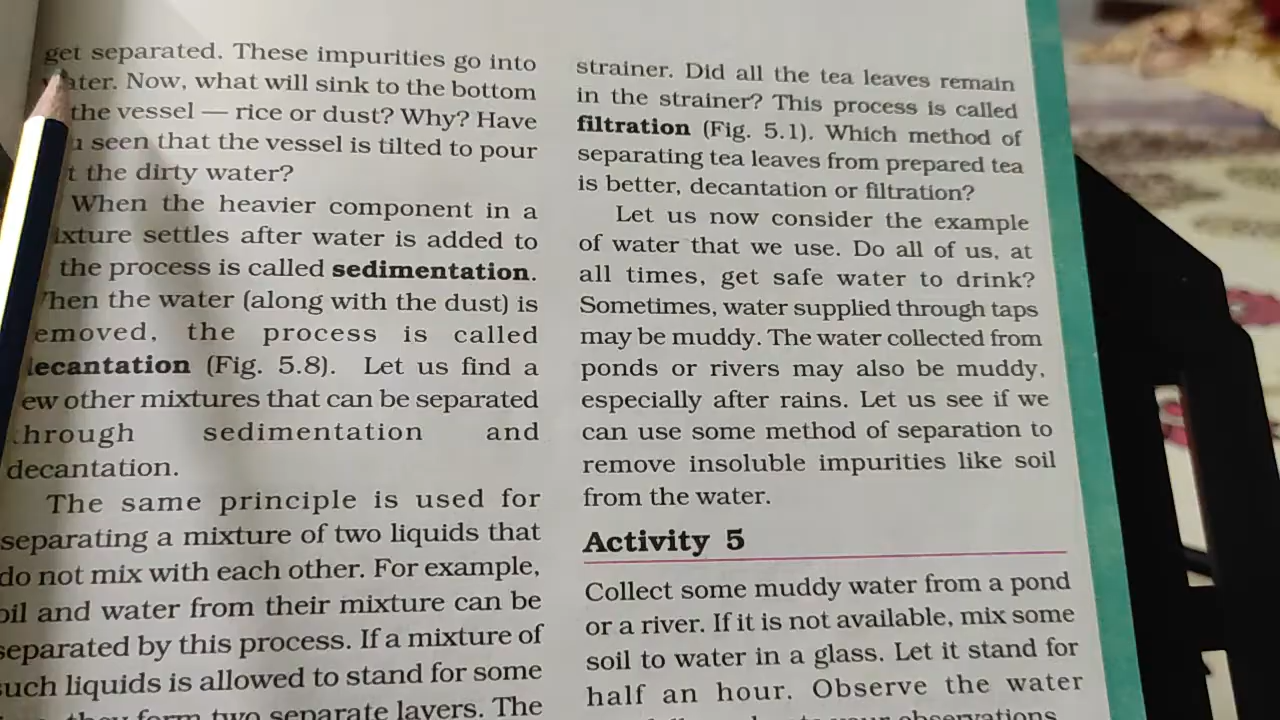 get separated. These impurities go into
water. Now, what will sink to the bottom
the vessel — rice or dust? Why? Have
seen that the vessel is tilted to pour
the dirty water?
When the heavier component in a
ixture settles after water is added to
the process is called sedimentation.
hen the water (along with the dust) is
emoved, the process is called
ecantation (Fig. 5.8). Let us find a
ew other mixtures that can be separated
through sedimentation and
decantation.
The same principle is used for
separating a mixture of two liquids that
do not mix with each other. For example,
oil and water from their mixture can be
separated by this process. If a mixture of
such liquids is allowed to stand for some
they form two separate layers. The
strainer. Did all the tea leaves remain
in the strainer? This process is called
filtration (Fig. 5.1). Which method of
separating tea leaves from prepared tea
is better, decantation or filtration?
Let us now consider the example
of water that we use. Do all of us, at
all times, get safe water to drink?
Sometimes, water supplied through taps
may be muddy. The water collected from
ponds or rivers may also be muddy,
especially after rains. Let us see if we
can use some method of separation to
remove insoluble impurities like soil
from the water.
Activity 5
Collect some muddy water from a pond
or a river. If it is not available, mix some
soil to water in a glass. Let it stand for
half an hour. Observe the water
your observations